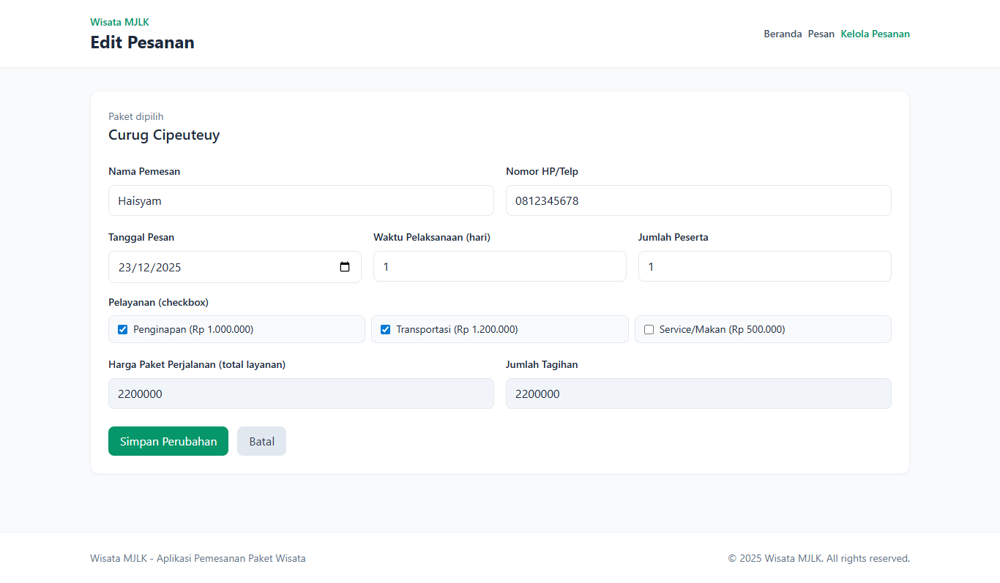 Wisata MJLK
Edit Pesanan
Beranda Pesan Kelola Pesanan
Paket dipilih
Curug Cipeuteuy
Nama Pemesan Nomor HP/Telp
Haisyam 0812345678
Tanggal Pesan Waktu Pelaksanaan (hari) Jumlah Peserta
23/12/2025 1 1
Pelayanan (checkbox)
Penginapan (Rp 1.000.000) Transportasi (Rp 1.200.000) Service/Makan (Rp 500.000)
Harga Paket Perjalanan (total layanan) Jumlah Tagihan
2200000 2200000
Simpan Perubahan Batal
Wisata MJLK - Aplikasi Pemesanan Paket Wisata © 2025 Wisata MJLK. All rights reserved.